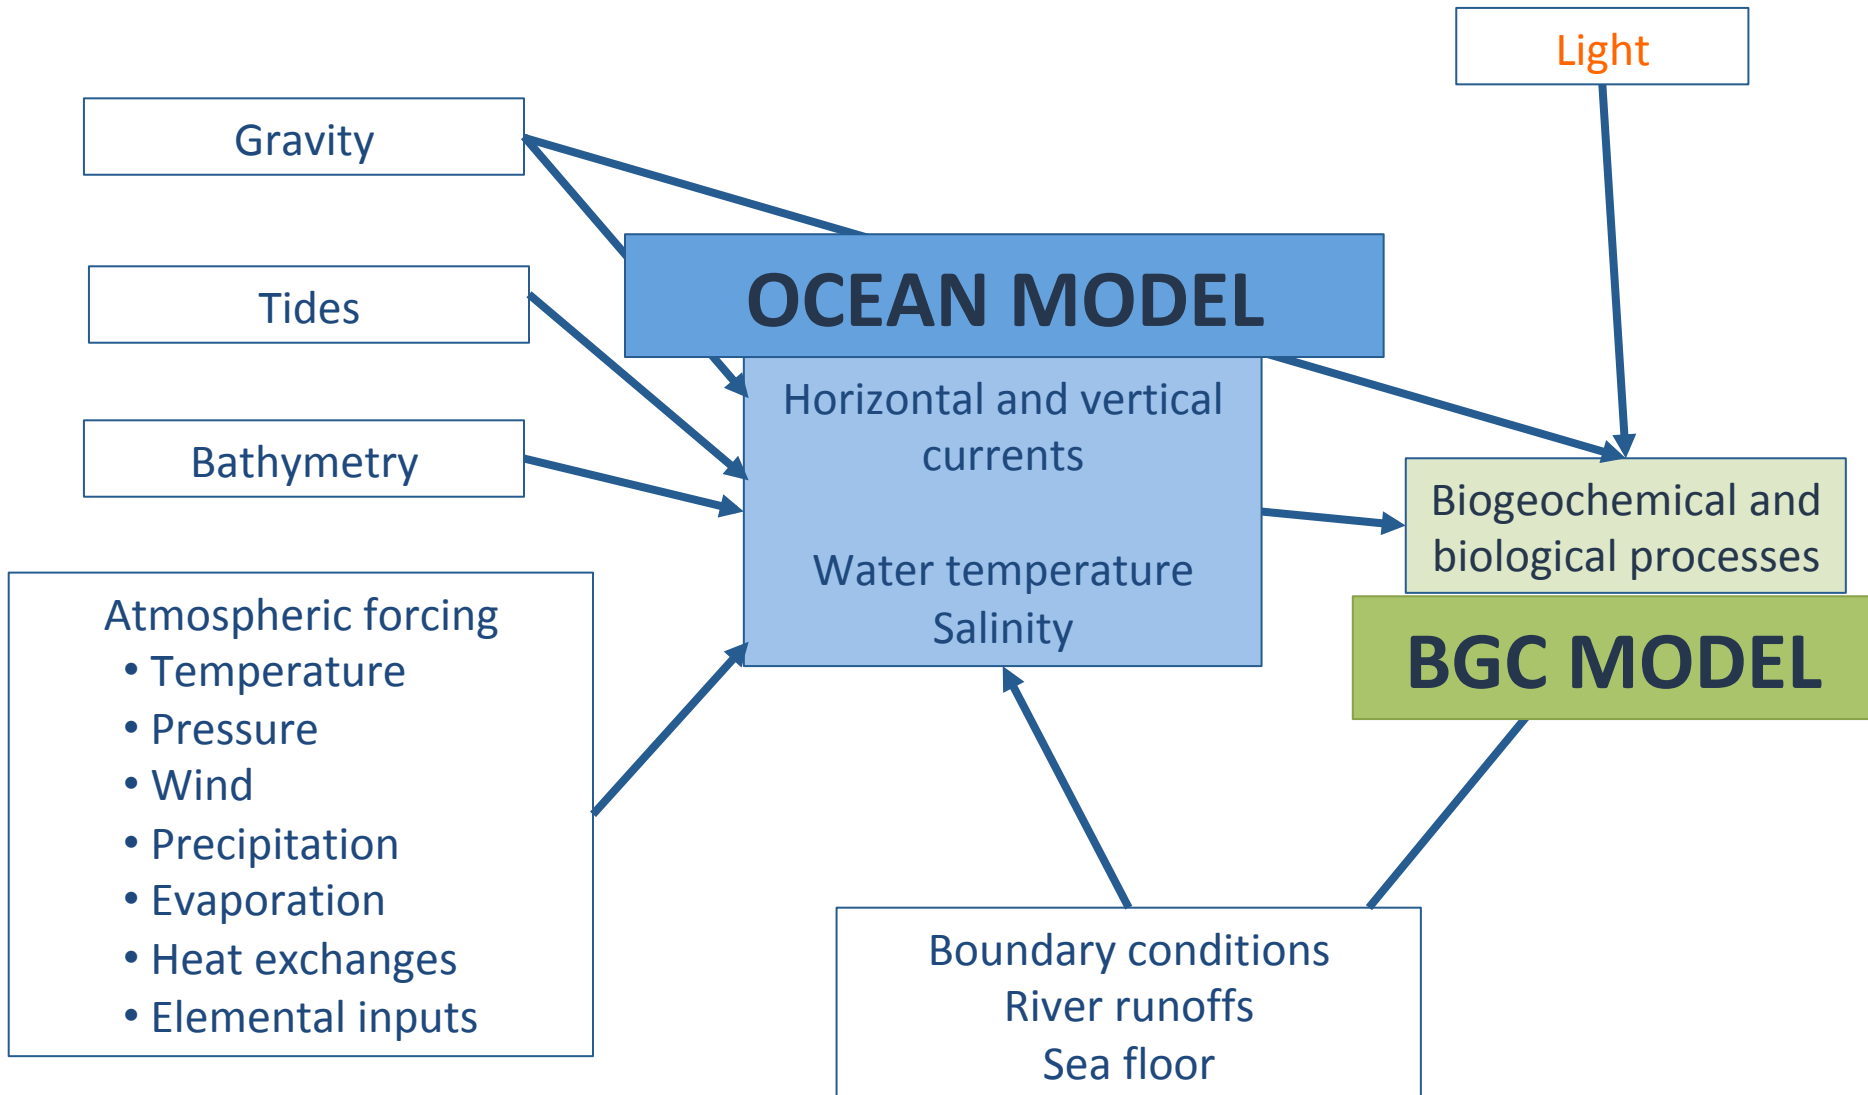 Light
Gravity
OCEAN MODEL
Tides
Horizontal and vertical
currents
Water temperature
Salinity
Bathymetry
Biogeochemical and
biological processes
BGC MODEL
Atmospheric forcing
• Temperature
• Pressure
• Wind
• Precipitation
• Evaporation
• Heat exchanges
• Elemental inputs
Boundary conditions
River runoffs
Sea floor